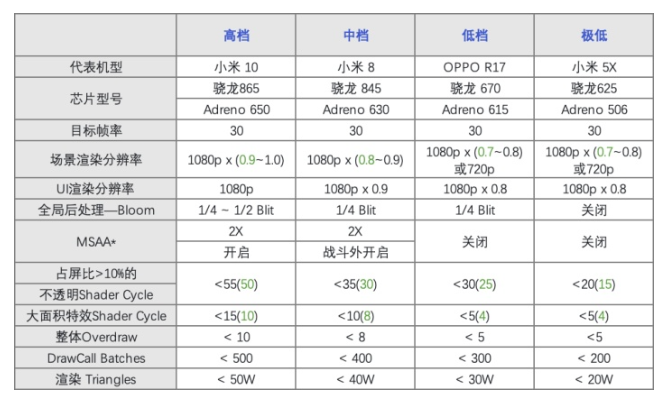 高档 中档 低档 极低
代表机型 小米 10 小米 8 OPPO R17 小米 5X
芯片型号 骁龙865 骁龙 845 骁龙 670 骁龙625
Adreno 650 Adreno 630 Adreno 615 Adreno 506
目标帧率 30 30 30 30
场景渲染分辨率 1080p x (0.9~1.0) 1080p x (0.8~0.9) 1080p x (0.7~0.8) 1080p x (0.7~0.8)
或720p 或720p
UI渲染分辨率 1080p 1080p x 0.9 1080p x 0.8 1080p x 0.8
全局后处理—Bloom 1/4 ~ 1/2 Blit 1/4 Blit 1/4 Blit 关闭
MSAA* 2X 2X 关闭 关闭
开启 战斗外开启
占屏比>10%的
不透明Shader Cycle <55(50) <35(30) <30(25) <20(15)
大面积特效Shader Cycle <15(10) <10(8) <5(4) <5(4)
整体Overdraw < 10 < 8 < 5 <5
DrawCall Batches < 500 < 400 < 300 < 200
渲染 Triangles < 50W < 40W < 30W < 20W